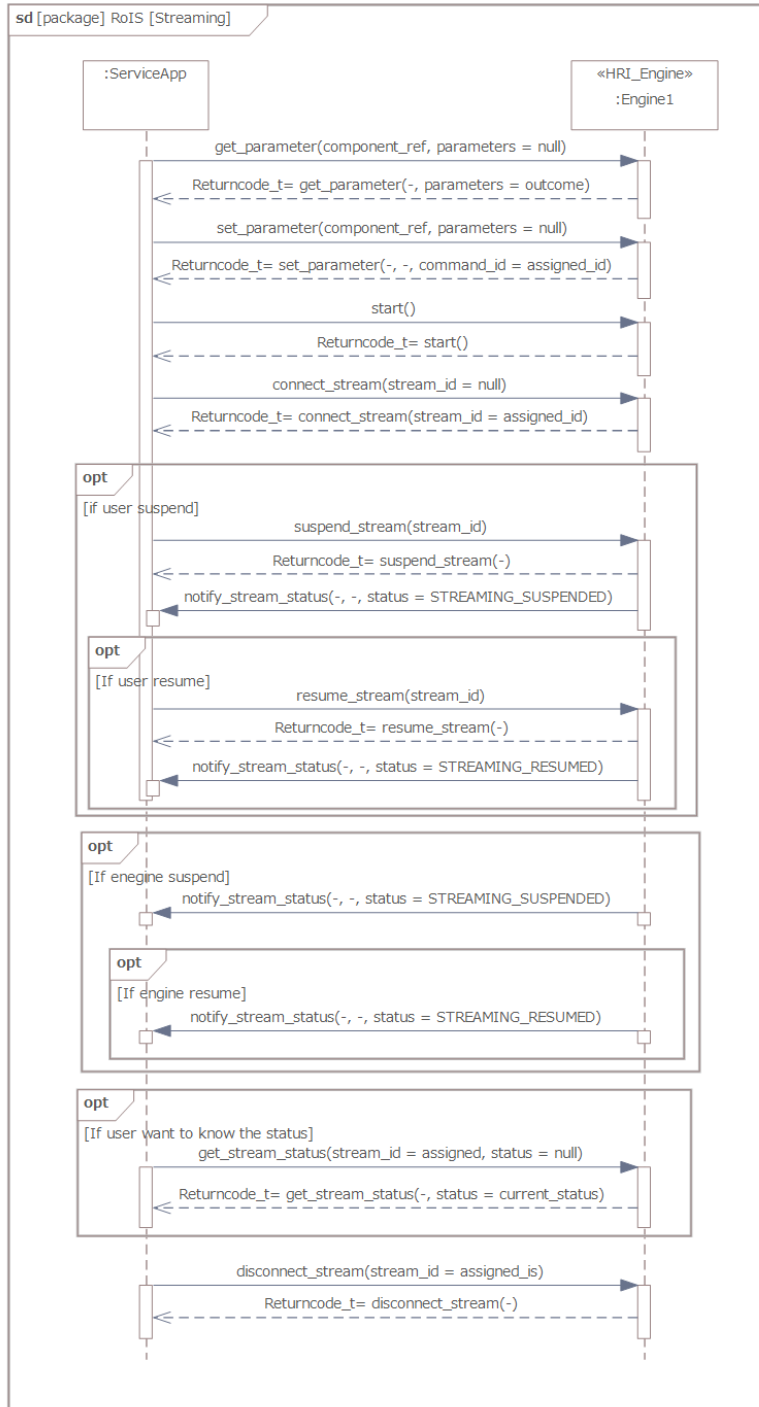 sd [package] RoIS [Streaming]
:ServiceApp
«HRI_Engine»
:Engine1
get_parameter(component_ref, parameters = null)
Returncode_t= get_parameter(-, parameters = outcome)
set_parameter(component_ref, parameters = null)
Returncode_t= set_parameter(-, -, command_id = assigned_id)
start()
Returncode_t= start()
connect_stream(stream_id = null)
Returncode_t= connect_stream(stream_id = assigned_id)
opt
[if user suspend]
suspend_stream(stream_id)
Returncode_t= suspend_stream(-)
notify_stream_status(-, -, status = STREAMING_SUSPENDED)
opt
[If user resume]
resume_stream(stream_id)
Returncode_t= resume_stream(-)
notify_stream_status(-, -, status = STREAMING_RESUMED)
opt
[If enegine suspend]
notify_stream_status(-, -, status = STREAMING_SUSPENDED)
opt
[If engine resume]
notify_stream_status(-, -, status = STREAMING_RESUMED)
opt
[If user want to know the status]
get_stream_status(stream_id = assigned, status = null)
Returncode_t= get_stream_status(-, status = current_status)
disconnect_stream(stream_id = assigned_is)
Returncode_t= disconnect_stream(-)